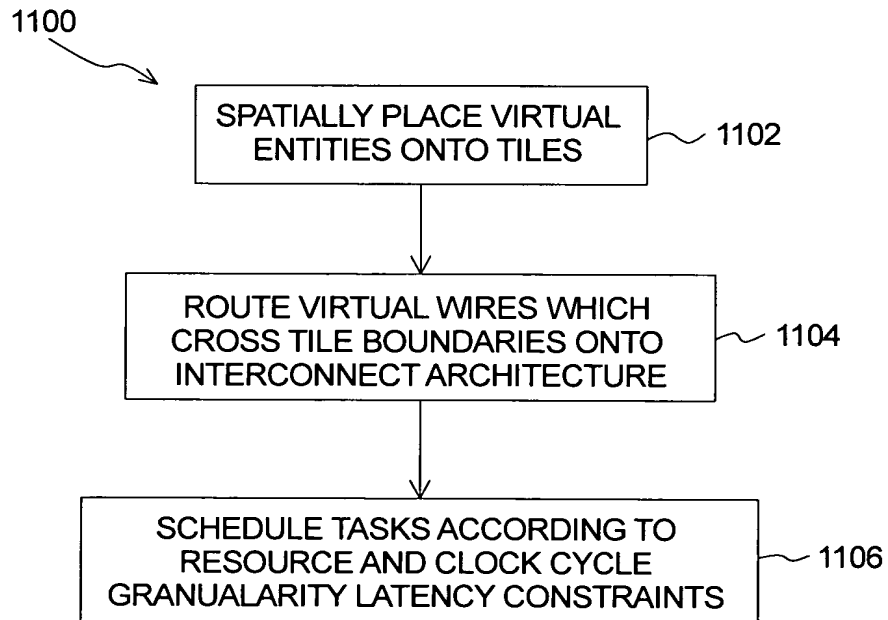 1100
SPATIALLY PLACE VIRTUAL
ENTITIES ONTO TILES
1102
ROUTE VIRTUAL WIRES WHICH
CROSS TILE BOUNDARIES ONTO
INTERCONNECT ARCHITECTURE
1104
SCHEDULE TASKS ACCORDING TO
RESOURCE AND CLOCK CYCLE
GRANUALARITY LATENCY CONSTRAINTS
1106